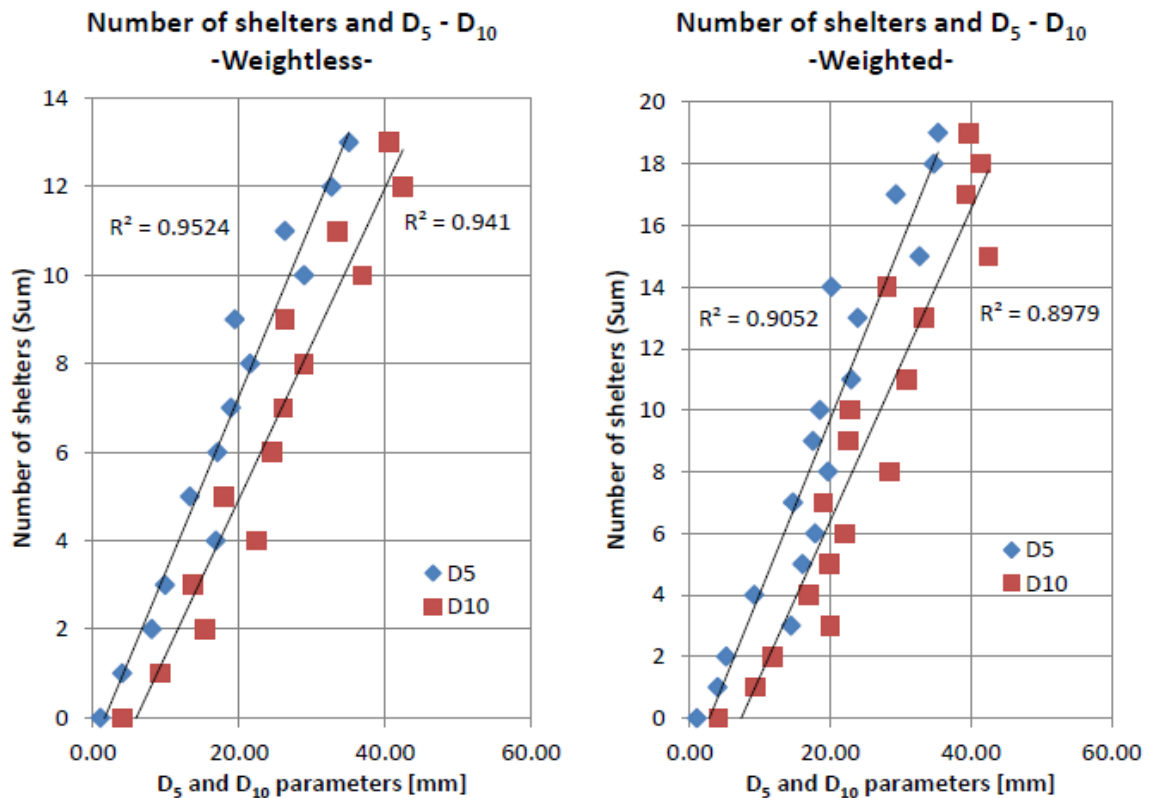 Number of shelters and D5 - D10
-Weightless-
Number of shelters (Sum)
14
12
10
8
6
4
2
0
R² = 0.9524
R² = 0.941
D5
D10
0.00 20.00 40.00 60.00
D5 and D10 parameters [mm]
Number of shelters and D5 - D10
-Weighted-
Number of shelters (Sum)
20
18
16
14
12
10
8
6
4
2
0
R² = 0.9052
R² = 0.8979
D5
D10
0.00 20.00 40.00 60.00
D5 and D10 parameters [mm]